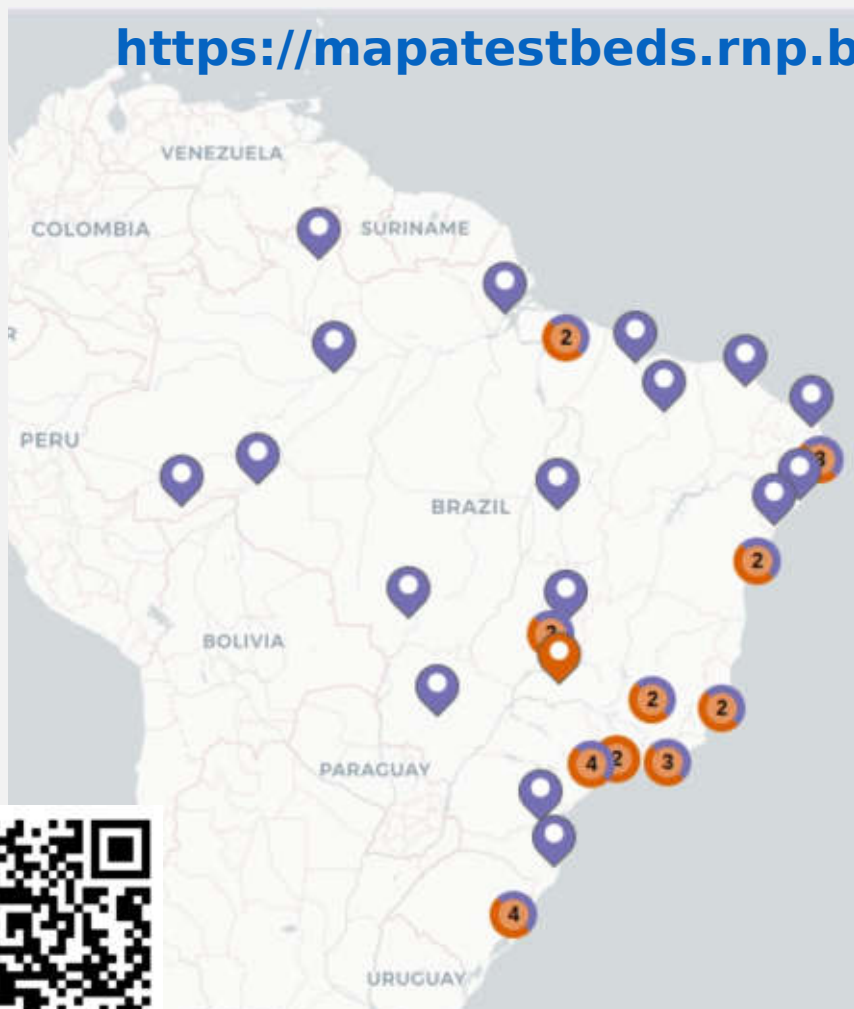 https://mapatestbeds.rnp.b
VENEZUELA
COLOMBIA
SURINAME
2
R
3
PERU
BRAZIL
2
2
BOLIVIA
2
2
PARAGUAY
4
2
3
4
URUGUAY